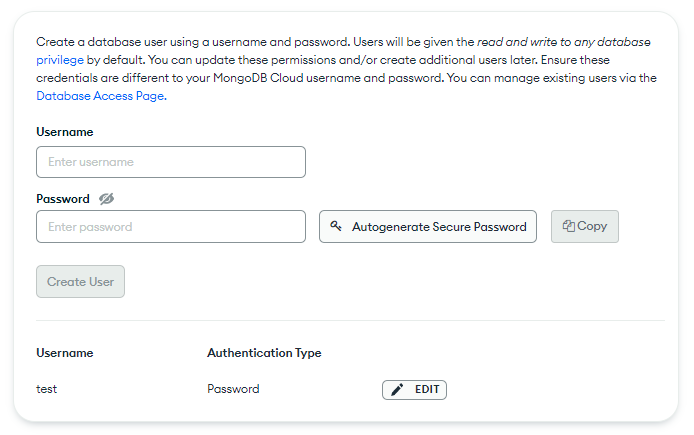 Create a database user using a username and password. Users will be given the read and write to any database
privilege by default. You can update these permissions and/or create additional users later. Ensure these
credentials are different to your MongoDB Cloud username and password. You can manage existing users via the
Database Access Page.
Username
Enter username
Password
Enter password
Autogenerate Secure Password
Copy
Create User
Username Authentication Type
test Password EDIT